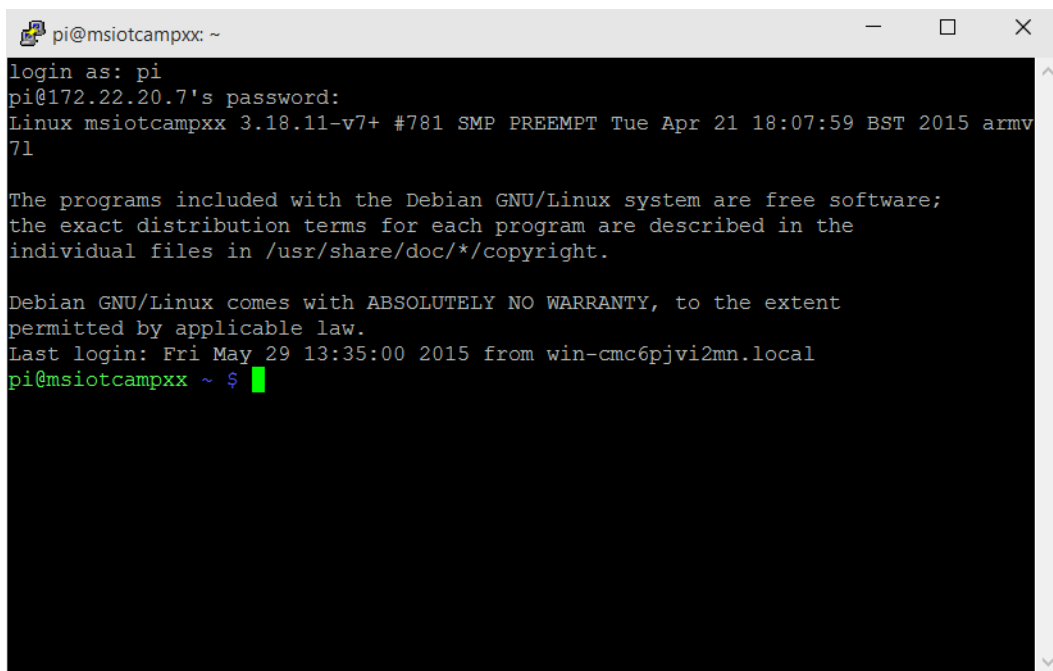 pi@msiotcampxx: ~
login as: pi
pi@172.22.20.7's password:
Linux msiotcampxx 3.18.11-v7+ #781 SMP PREEMPT Tue Apr 21 18:07:59 BST 2015 armv
7l
The programs included with the Debian GNU/Linux system are free software;
the exact distribution terms for each program are described in the
individual files in /usr/share/doc/*/copyright.
Debian GNU/Linux comes with ABSOLUTELY NO WARRANTY, to the extent
permitted by applicable law.
Last login: Fri May 29 13:35:00 2015 from win-cmc6pjvi2mn.local
pi@msiotcampxx ~ $